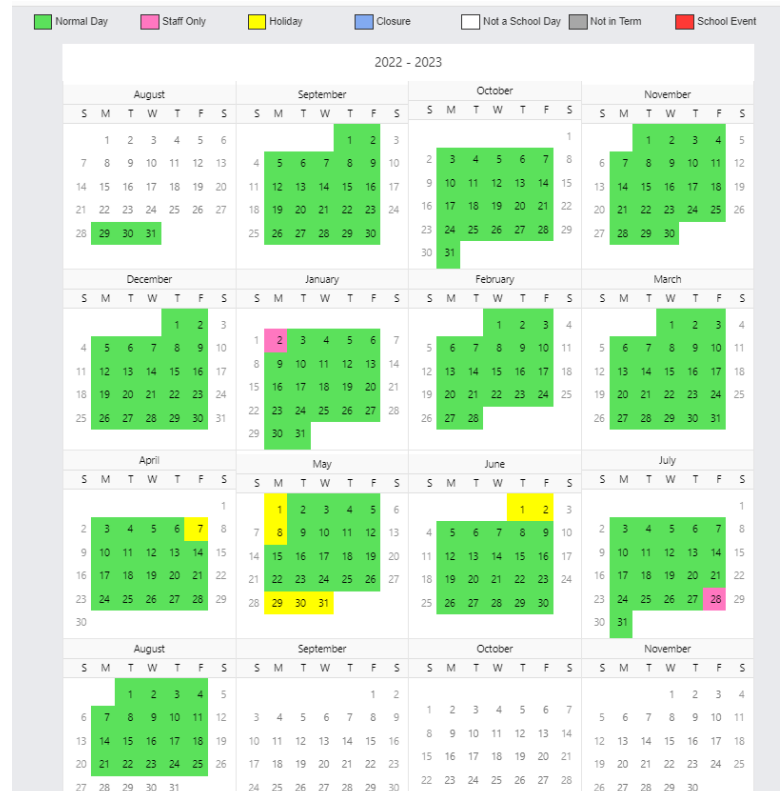 Normal Day Staff Only Holiday Closure Not a School Day Not in Term School Event
2022 - 2023
August
S M T W T F S
1 2 3 4 5 6
7 8 9 10 11 12 13
14 15 16 17 18 19 20
21 22 23 24 25 26 27
28 29 30 31
September
S M T W T F S
1 2 3
4 5 6 7 8 9 10
11 12 13 14 15 16 17
18 19 20 21 22 23 24
25 26 27 28 29 30
October
S M T W T F S
1
2 3 4 5 6 7 8
9 10 11 12 13 14 15
16 17 18 19 20 21 22
23 24 25 26 27 28 29
30 31
November
S M T W T F S
1 2 3 4 5
6 7 8 9 10 11 12
13 14 15 16 17 18 19
20 21 22 23 24 25 26
27 28 29 30
December
S M T W T F S
1 2 3
4 5 6 7 8 9 10
11 12 13 14 15 16 17
18 19 20 21 22 23 24
25 26 27 28 29 30 31
January
S M T W T F S
1 2 3 4 5 6 7
8 9 10 11 12 13 14
15 16 17 18 19 20 21
22 23 24 25 26 27 28
29 30 31
February
S M T W T F S
1 2 3 4
5 6 7 8 9 10 11
12 13 14 15 16 17 18
19 20 21 22 23 24 25
26 27 28
March
S M T W T F S
1 2 3 4
5 6 7 8 9 10 11
12 13 14 15 16 17 18
19 20 21 22 23 24 25
26 27 28 29 30 31
April
S M T W T F S
1
2 3 4 5 6 7 8
9 10 11 12 13 14 15
16 17 18 19 20 21 22
23 24 25 26 27 28 29
30
May
S M T W T F S
1 2 3 4 5 6
7 8 9 10 11 12 13
14 15 16 17 18 19 20
21 22 23 24 25 26 27
28 29 30 31
June
S M T W T F S
1 2 3
4 5 6 7 8 9 10
11 12 13 14 15 16 17
18 19 20 21 22 23 24
25 26 27 28 29 30
July
S M T W T F S
1
2 3 4 5 6 7 8
9 10 11 12 13 14 15
16 17 18 19 20 21 22
23 24 25 26 27 28 29
30 31
August
S M T W T F S
1 2 3 4 5
6 7 8 9 10 11 12
13 14 15 16 17 18 19
20 21 22 23 24 25 26
27 28 29 30 31
September
S M T W T F S
1 2
3 4 5 6 7 8 9
10 11 12 13 14 15 16
17 18 19 20 21 22 23
24 25 26 27 28 29 30
October
S M T W T F S
1 2 3 4 5 6 7
8 9 10 11 12 13 14
15 16 17 18 19 20 21
22 23 24 25 26 27 28
November
S M T W T F S
1 2 3 4
5 6 7 8 9 10 11
12 13 14 15 16 17 18
19 20 21 22 23 24 25
26 27 28 29 30